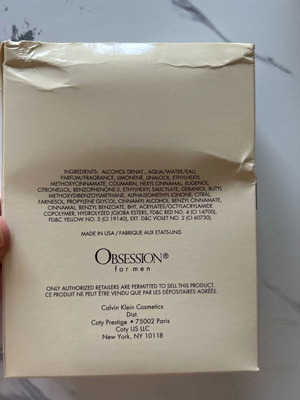 INGREDIENTS: ALCOHOL DENAT., AQUA/WATER/EAU,
PARFUM/FRAGRANCE, LIMONENE, LINALOOL, ETHYLHEXYL
METHOXYCINNAMATE, COUMARIN, HEXYL CINNAMAL, EUGENOL,
CITRONELLOL, BENZOPHENONE-3, ETHYLHEXYL SALICYLATE, GERANIOL, BUTYL
METHOXYDIBENZOYLMETHANE, ALPHA-ISOMETHYL IONONE, CITRAL,
FARNESOL, PROPYLENE GLYCOL, CINNAMYL ALCOHOL, BENZYL CINNAMATE,
CINNAMAL, BENZYL BENZOATE, BHT, ACRYLATES/OCTYLACRYLAMIDE
COPOLYMER, HYDROLYZED JOJOBA ESTERS, FD&C RED NO. 4 (CI 14700),
FD&C YELLOW NO. 5 (CI 19140), EXT. D&C VIOLET NO. 2 (CI 60730).
MADE IN USA / FABRIQUE AUX ETATS-UNIS.
OBSESSION®
for men
ONLY AUTHORIZED RETAILERS ARE PERMITTED TO SELL THIS PRODUCT
CE PRODUIT NE PEUT ÊTRE VENDU QUE PAR LES DÉPOSITAIRES AGRÉÉS.
Calvin Klein Cosmetics
Dist.
Coty Prestige • 75002 Paris
Coty US LLC
New York, NY 10118